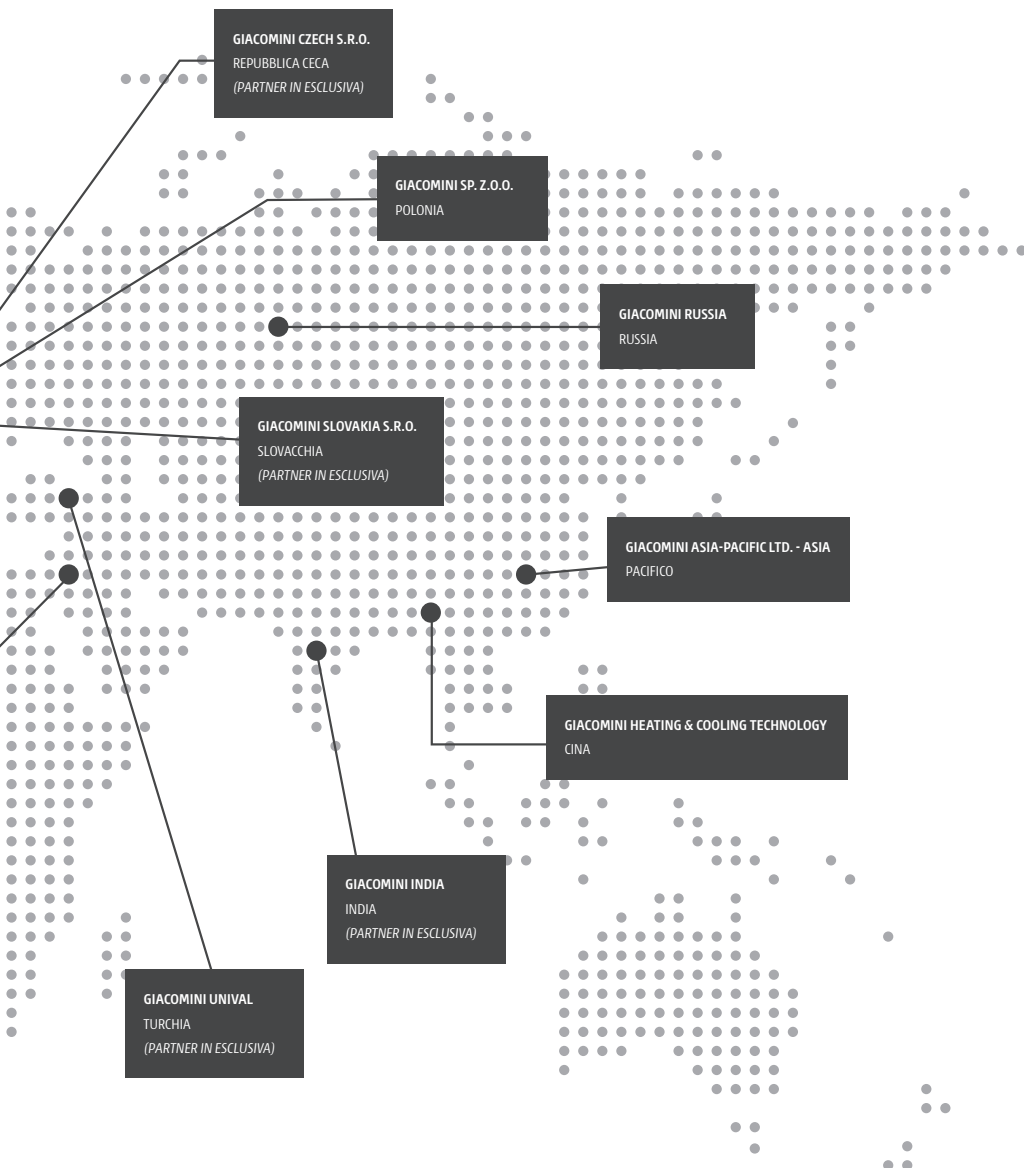 GIACOMINI CZECH S.R.O.
REPUBBLICA CECA
(PARTNER IN ESCLUSIVA)
GIACOMINI SP. Z.O.O.
POLONIA
GIACOMINI RUSSIA
RUSSIA
GIACOMINI SLOVAKIA S.R.O.
SLOVACCHIA
(PARTNER IN ESCLUSIVA)
GIACOMINI ASIA-PACIFIC LTD. - ASIA
PACIFICO
GIACOMINI HEATING & COOLING TECHNOLOGY
CINA
GIACOMINI INDIA
INDIA
(PARTNER IN ESCLUSIVA)
GIACOMINI UNIVAL
TURCHIA
(PARTNER IN ESCLUSIVA)